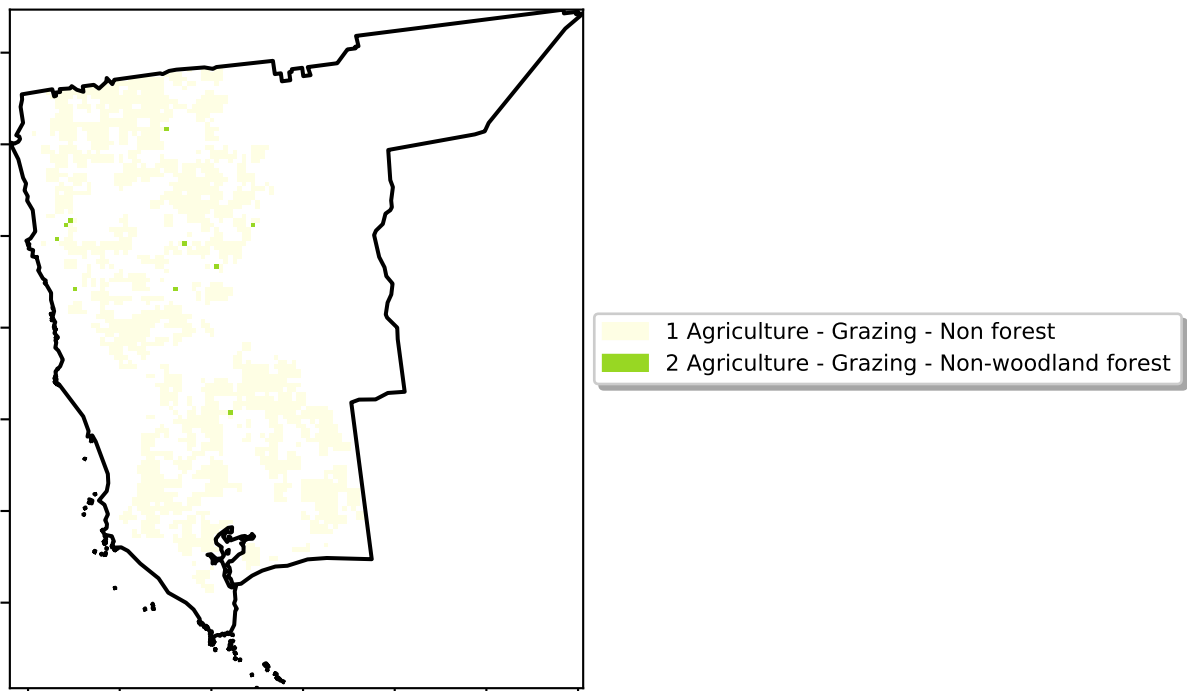 1 Agriculture - Grazing - Non forest
2 Agriculture - Grazing - Non-woodland forest